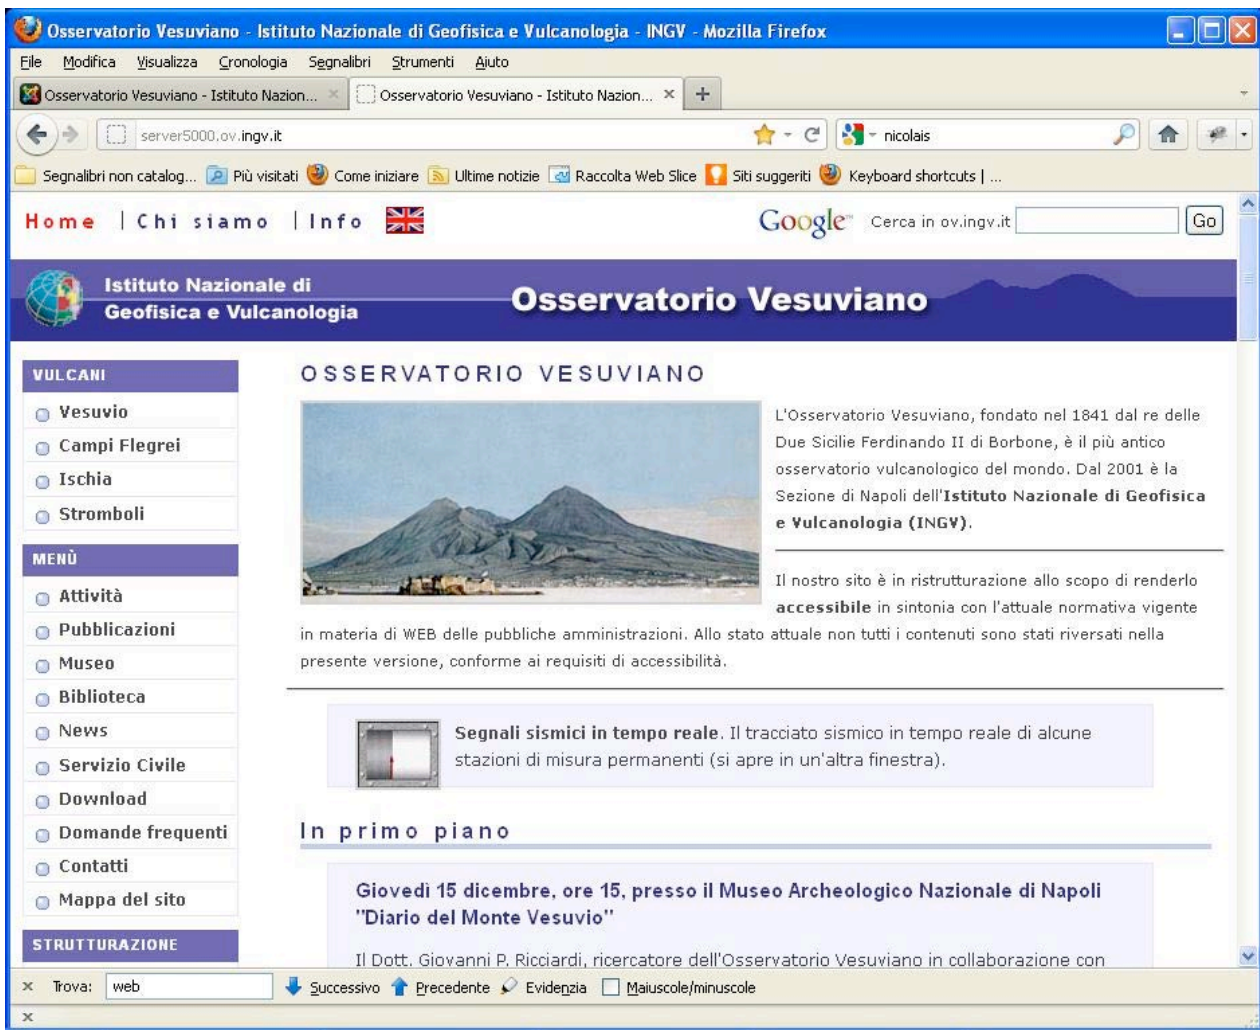 Osservatorio Vesuviano - Istituto Nazionale di Geofisica e Vulcanologia - INGV - Mozilla Firefox
File Modifica Visualizza Cronologia Segnalibri Strumenti Aiuto
Osservatorio Vesuviano - Istituto Nazion... Osservatorio Vesuviano - Istituto Nazion...
server5000.ov.ingv.it nicolais
Segnalibri non catalog... Più visitati Come iniziare Ultime notizie Raccolta Web Slice Siti suggeriti Keyboard shortcuts | ...
Home | Chi siamo | Info Google™ Cerca in ov.ingv.it Go
Istituto Nazionale di
Geofisica e Vulcanologia
Osservatorio Vesuviano
VULCANI
Vesuvio
Campi Flegrei
Ischia
Stromboli
MENÙ
Attività
Pubblicazioni
Museo
Biblioteca
News
Servizio Civile
Download
Domande frequenti
Contatti
Mappa del sito
STRUTTURAZIONE
OSSERVATORIO VESUVIANO
L'Osservatorio Vesuviano, fondato nel 1841 dal re delle
Due Sicilie Ferdinando II di Borbone, è il più antico
osservatorio vulcanologico del mondo. Dal 2001 è la
Sezione di Napoli dell'Istituto Nazionale di Geofisica
e Vulcanologia (INGV).
Il nostro sito è in ristrutturazione allo scopo di renderlo
accessibile in sintonia con l'attuale normativa vigente
in materia di WEB delle pubbliche amministrazioni. Allo stato attuale non tutti i contenuti sono stati riversati nella
presente versione, conforme ai requisiti di accessibilità.
Segnali sismici in tempo reale. Il tracciato sismico in tempo reale di alcune
stazioni di misura permanenti (si apre in un'altra finestra).
In primo piano
Giovedì 15 dicembre, ore 15, presso il Museo Archeologico Nazionale di Napoli
"Diario del Monte Vesuvio"
Il Dott. Giovanni P. Ricciardi, ricercatore dell'Osservatorio Vesuviano in collaborazione con
Trova: web Successivo Precedente Evidenzia Maiuscole/minuscole